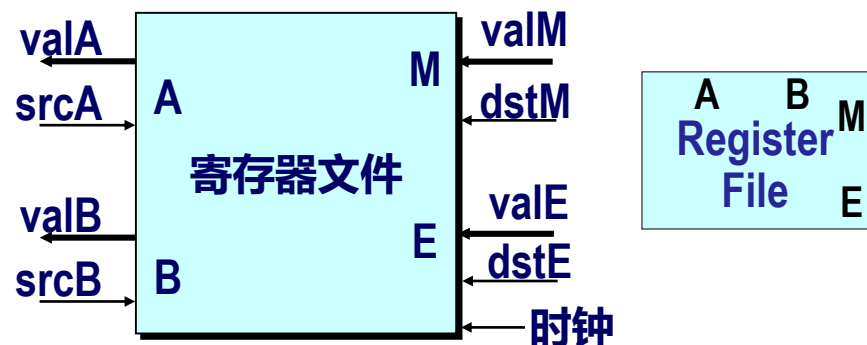 valA
srcA
A
valB
srcB
B
寄存器文件
M
valM
dstM
E
valE
dstE
时钟
A B
M
Register
File
E